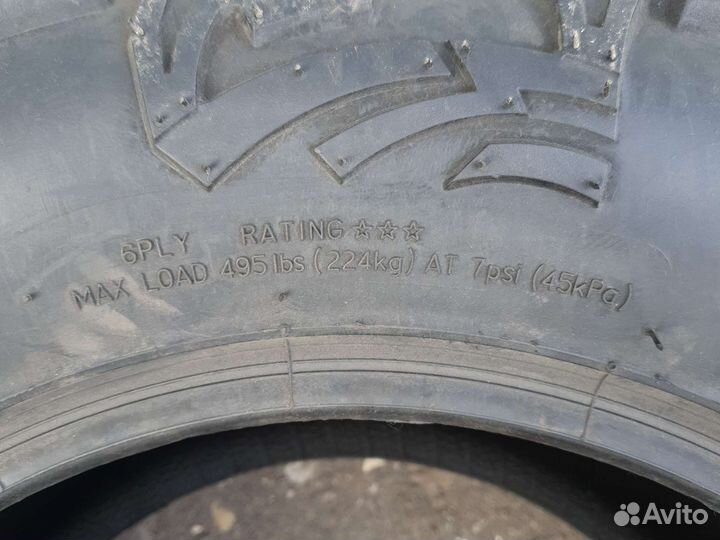 6PLY RATING ☆☆☆
MAX LOAD 495 lbs (224kg) AT 7psi (45kPa)
Avito